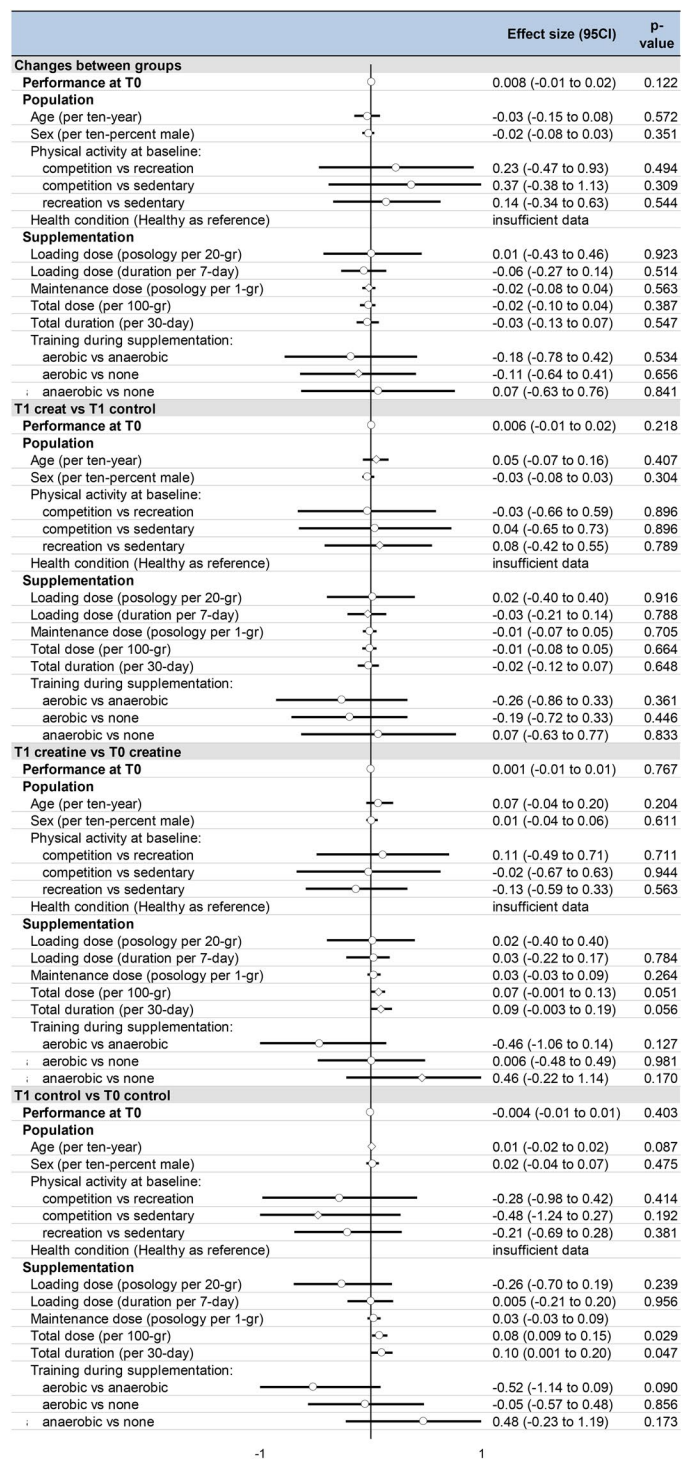 Effect size (95CI) p-value
Changes between groups
Performance at T0 0.008 (-0.01 to 0.02) 0.122
Population
Age (per ten-year) -0.03 (-0.15 to 0.08) 0.572
Sex (per ten-percent male) -0.02 (-0.08 to 0.03) 0.351
Physical activity at baseline:
competition vs recreation 0.23 (-0.47 to 0.93) 0.494
competition vs sedentary 0.37 (-0.38 to 1.13) 0.309
recreation vs sedentary 0.14 (-0.34 to 0.63) 0.544
Health condition (Healthy as reference) insufficient data
Supplementation
Loading dose (posology per 20-gr) 0.01 (-0.43 to 0.46) 0.923
Loading dose (duration per 7-day) -0.06 (-0.27 to 0.14) 0.514
Maintenance dose (posology per 1-gr) -0.02 (-0.08 to 0.04) 0.563
Total dose (per 100-gr) -0.02 (-0.10 to 0.04) 0.387
Total duration (per 30-day) -0.03 (-0.13 to 0.07) 0.547
Training during supplementation:
aerobic vs anaerobic -0.18 (-0.78 to 0.42) 0.534
aerobic vs none -0.11 (-0.64 to 0.41) 0.656
anaerobic vs none 0.07 (-0.63 to 0.76) 0.841
T1 creat vs T1 control
Performance at T0 0.006 (-0.01 to 0.02) 0.218
Population
Age (per ten-year) 0.05 (-0.07 to 0.16) 0.407
Sex (per ten-percent male) -0.03 (-0.08 to 0.03) 0.304
Physical activity at baseline:
competition vs recreation -0.03 (-0.66 to 0.59) 0.896
competition vs sedentary 0.04 (-0.65 to 0.73) 0.896
recreation vs sedentary 0.08 (-0.42 to 0.55) 0.789
Health condition (Healthy as reference) insufficient data
Supplementation
Loading dose (posology per 20-gr) 0.02 (-0.40 to 0.40) 0.916
Loading dose (duration per 7-day) -0.03 (-0.21 to 0.14) 0.788
Maintenance dose (posology per 1-gr) -0.01 (-0.07 to 0.05) 0.705
Total dose (per 100-gr) -0.01 (-0.08 to 0.05) 0.664
Total duration (per 30-day) -0.02 (-0.12 to 0.07) 0.648
Training during supplementation:
aerobic vs anaerobic -0.26 (-0.86 to 0.33) 0.361
aerobic vs none -0.19 (-0.72 to 0.33) 0.446
anaerobic vs none 0.07 (-0.63 to 0.77) 0.833
T1 creatine vs T0 creatine
Performance at T0 0.001 (-0.01 to 0.01) 0.767
Population
Age (per ten-year) 0.07 (-0.04 to 0.20) 0.204
Sex (per ten-percent male) 0.01 (-0.04 to 0.06) 0.611
Physical activity at baseline:
competition vs recreation 0.11 (-0.49 to 0.71) 0.711
competition vs sedentary -0.02 (-0.67 to 0.63) 0.944
recreation vs sedentary -0.13 (-0.59 to 0.33) 0.563
Health condition (Healthy as reference) insufficient data
Supplementation
Loading dose (posology per 20-gr) 0.02 (-0.40 to 0.40)
Loading dose (duration per 7-day) 0.03 (-0.22 to 0.17) 0.784
Maintenance dose (posology per 1-gr) 0.03 (-0.03 to 0.09) 0.264
Total dose (per 100-gr) 0.07 (-0.001 to 0.13) 0.051
Total duration (per 30-day) 0.09 (-0.003 to 0.19) 0.056
Training during supplementation:
aerobic vs anaerobic -0.46 (-1.06 to 0.14) 0.127
aerobic vs none 0.006 (-0.48 to 0.49) 0.981
anaerobic vs none 0.46 (-0.22 to 1.14) 0.170
T1 control vs T0 control
Performance at T0 -0.004 (-0.01 to 0.01) 0.403
Population
Age (per ten-year) 0.01 (-0.02 to 0.02) 0.087
Sex (per ten-percent male) 0.02 (-0.04 to 0.07) 0.475
Physical activity at baseline:
competition vs recreation -0.28 (-0.98 to 0.42) 0.414
competition vs sedentary -0.48 (-1.24 to 0.27) 0.192
recreation vs sedentary -0.21 (-0.69 to 0.28) 0.381
Health condition (Healthy as reference) insufficient data
Supplementation
Loading dose (posology per 20-gr) -0.26 (-0.70 to 0.19) 0.239
Loading dose (duration per 7-day) 0.005 (-0.21 to 0.20) 0.956
Maintenance dose (posology per 1-gr) 0.03 (-0.03 to 0.09)
Total dose (per 100-gr) 0.08 (0.009 to 0.15) 0.029
Total duration (per 30-day) 0.10 (0.001 to 0.20) 0.047
Training during supplementation:
aerobic vs anaerobic -0.52 (-1.14 to 0.09) 0.090
aerobic vs none -0.05 (-0.57 to 0.48) 0.856
anaerobic vs none 0.48 (-0.23 to 1.19) 0.173
-1 1